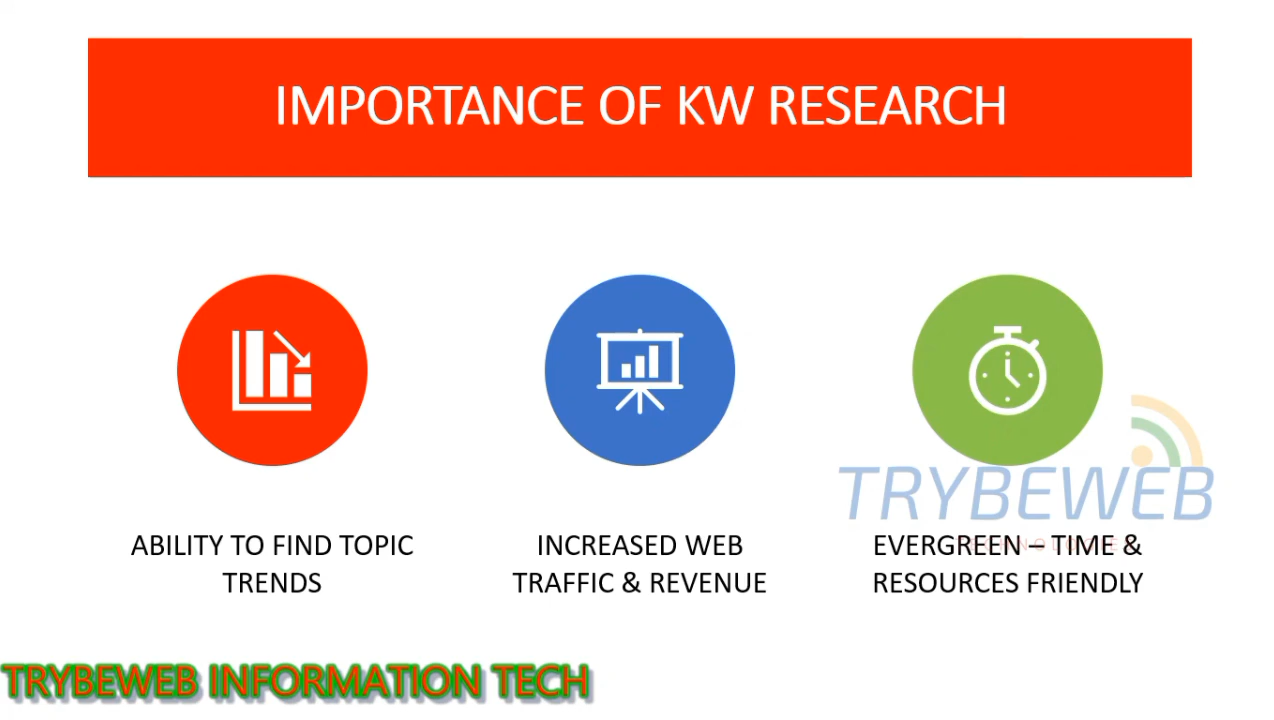 IMPORTANCE OF KW RESEARCH
ABILITY TO FIND TOPIC
TRENDS
INCREASED WEB
TRAFFIC & REVENUE
TRYBEWEB
EVERGREEN – TIME &
RESOURCES FRIENDLY
TRYBEWEB INFORMATION TECH